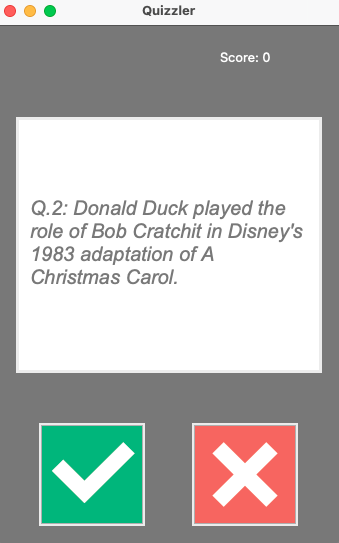 Quizzler
Score: 0
Q.2: Donald Duck played the
role of Bob Cratchit in Disney's
1983 adaptation of A
Christmas Carol.